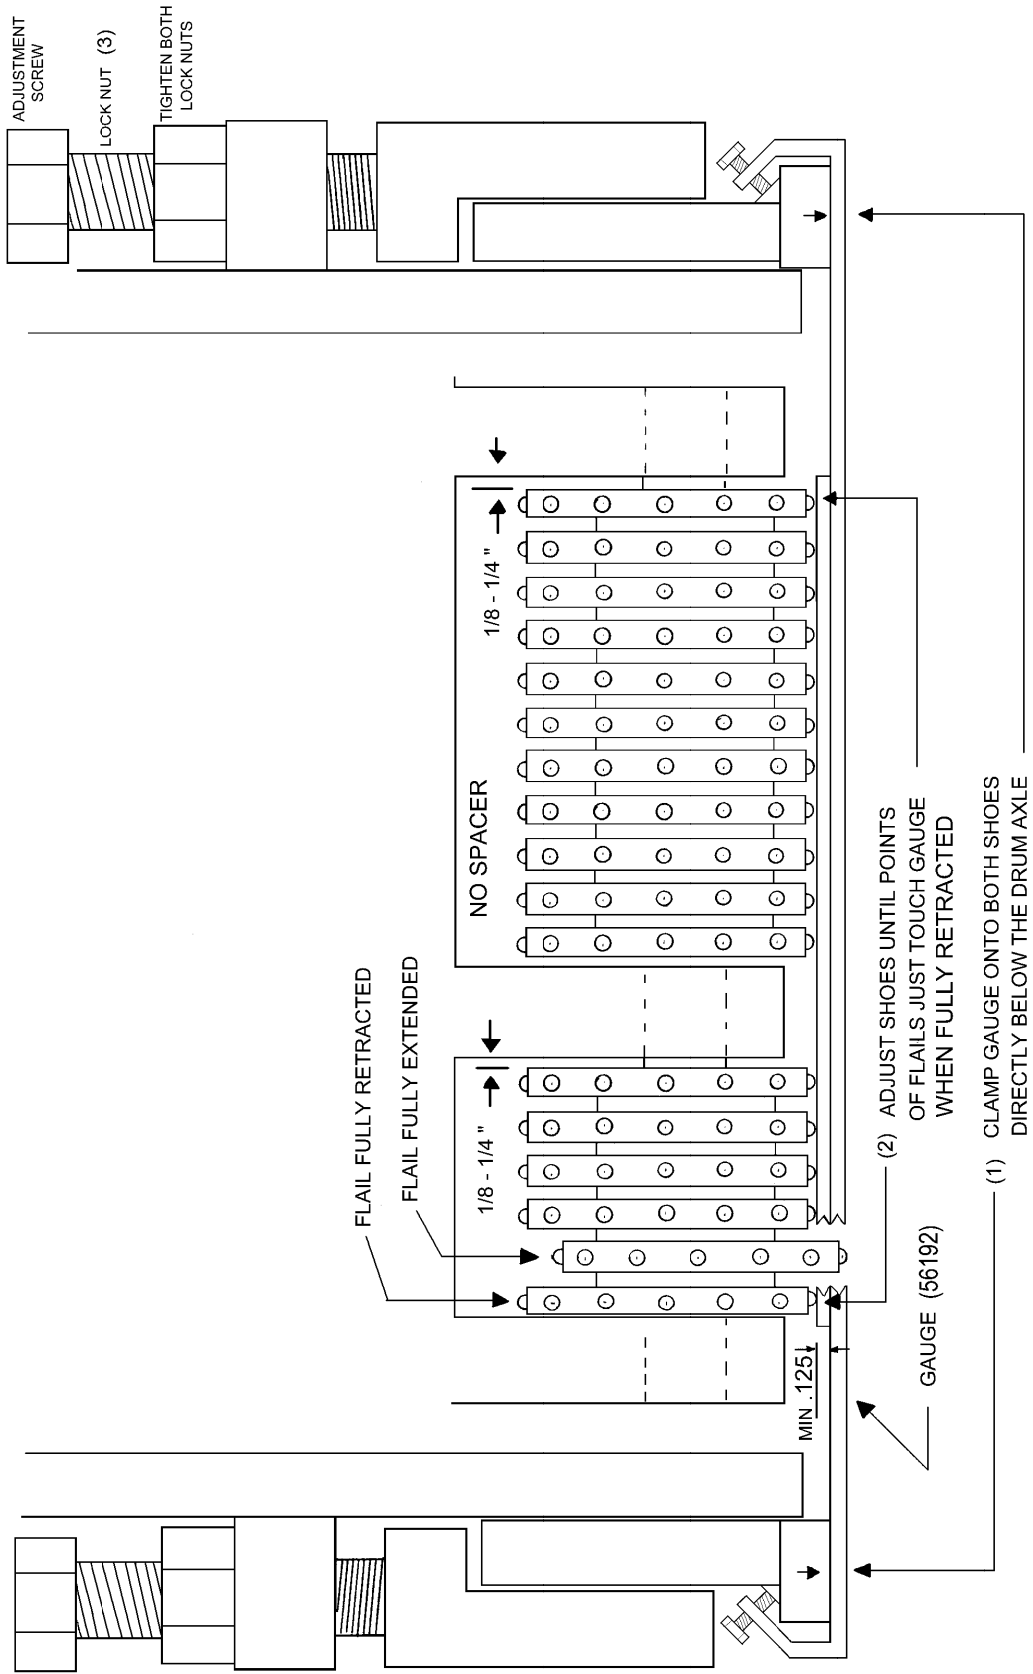 ADJUSTMENT
SCREW
LOCK NUT (3)
TIGHTEN BOTH
LOCK NUTS
FLAIL FULLY RETRACTED
FLAIL FULLY EXTENDED
1/8 - 1/4"
NO SPACER
1/8 - 1/4"
MIN .125
(2) ADJUST SHOES UNTIL POINTS
OF FLAILS JUST TOUCH GAUGE
WHEN FULLY RETRACTED
GAUGE (56192)
(1) CLAMP GAUGE ONTO BOTH SHOES
DIRECTLY BELOW THE DRUM AXLE